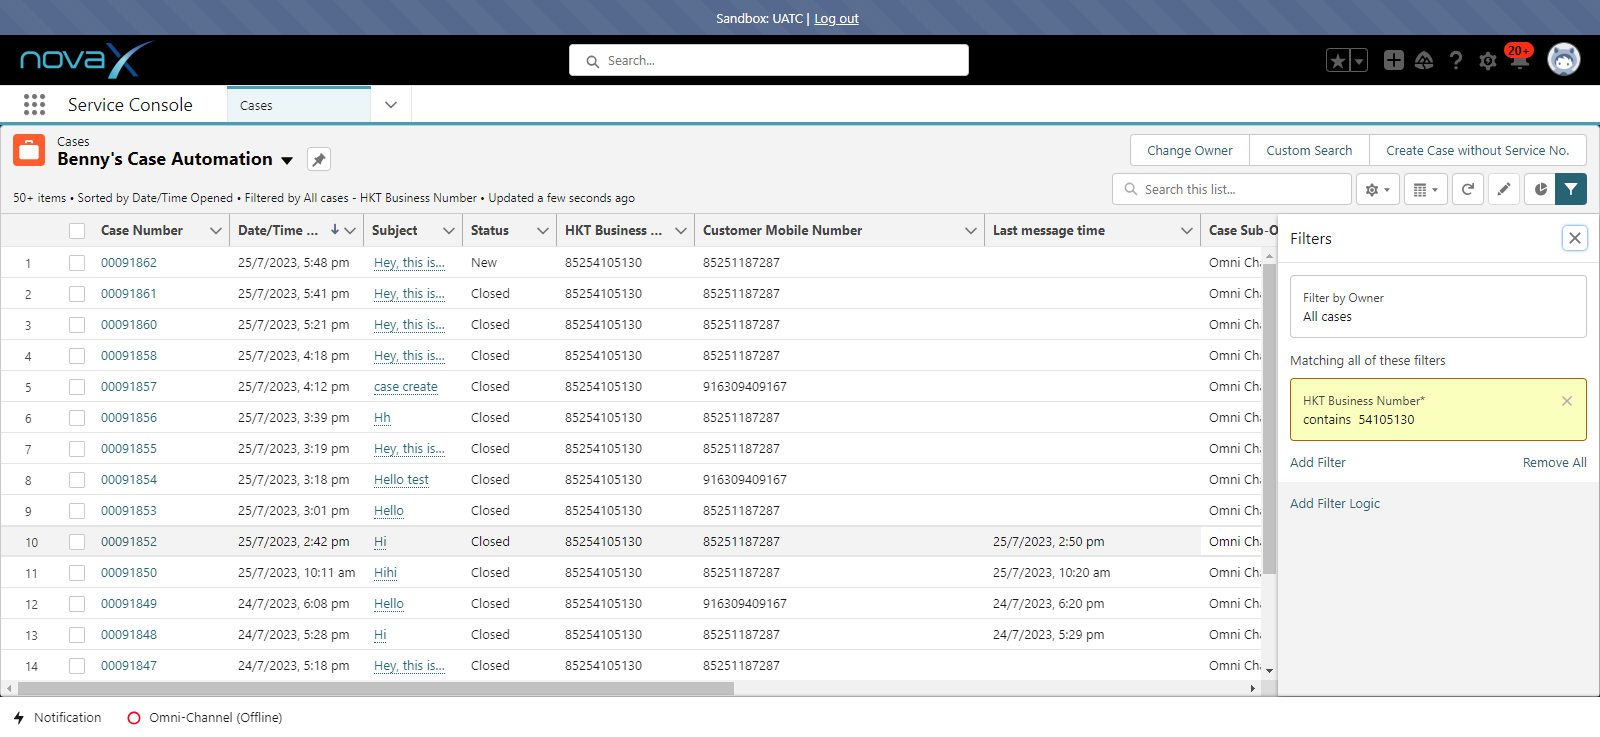 Sandbox: UATC | Log out
novaX
Search...
20+
Service Console
Cases
Cases
Benny's Case Automation
Change Owner
Custom Search
Create Case without Service No.
50+ items • Sorted by Date/Time Opened • Filtered by All cases - HKT Business Number • Updated a few seconds ago
Search this list...
Case Number Date/Time ... Subject Status HKT Business ... Customer Mobile Number Last message time Case Sub-O
1 00091862 25/7/2023, 5:48 pm Hey, this is... New 85254105130 85251187287 Omni Cha
2 00091861 25/7/2023, 5:41 pm Hey, this is... Closed 85254105130 85251187287 Omni Cha
3 00091860 25/7/2023, 5:21 pm Hey, this is... Closed 85254105130 85251187287 Omni Cha
4 00091858 25/7/2023, 4:18 pm Hey, this is... Closed 85254105130 85251187287 Omni Cha
5 00091857 25/7/2023, 4:12 pm case create Closed 85254105130 916309409167 Omni Cha
6 00091856 25/7/2023, 3:39 pm Hh Closed 85254105130 85251187287 Omni Cha
7 00091855 25/7/2023, 3:19 pm Hey, this is... Closed 85254105130 85251187287 Omni Cha
8 00091854 25/7/2023, 3:18 pm Hello test Closed 85254105130 916309409167 Omni Cha
9 00091853 25/7/2023, 3:01 pm Hello Closed 85254105130 85251187287 Omni Cha
10 00091852 25/7/2023, 2:42 pm Hi Closed 85254105130 85251187287 25/7/2023, 2:50 pm Omni Cha
11 00091850 25/7/2023, 10:11 am Hihi Closed 85254105130 85251187287 25/7/2023, 10:20 am Omni Cha
12 00091849 24/7/2023, 6:08 pm Hello Closed 85254105130 916309409167 24/7/2023, 6:20 pm Omni Cha
13 00091848 24/7/2023, 5:28 pm Hi Closed 85254105130 85251187287 24/7/2023, 5:29 pm Omni Cha
14 00091847 24/7/2023, 5:18 pm Hey, this is... Closed 85254105130 85251187287 Omni Cha
Filters
Filter by Owner
All cases
Matching all of these filters
HKT Business Number*
contains 54105130
Add Filter Remove All
Add Filter Logic
Notification
Omni-Channel (Offline)